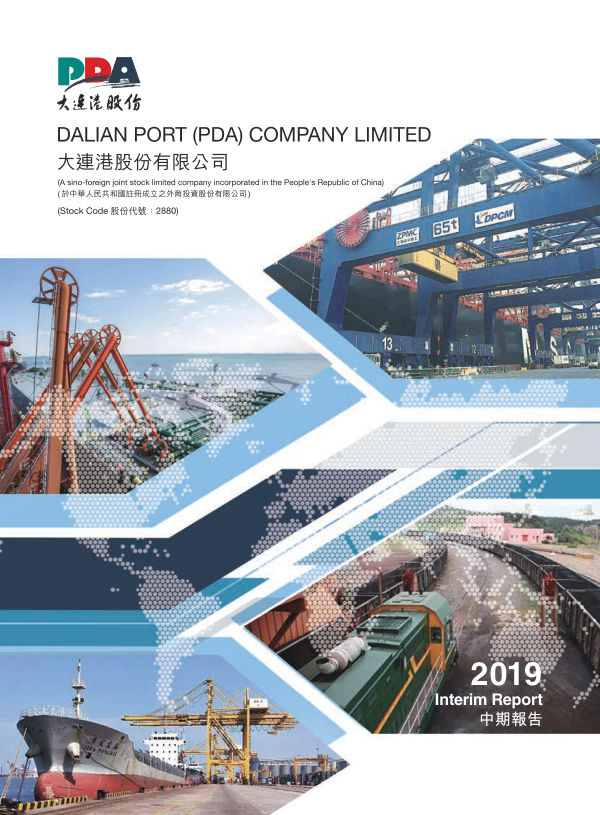 PDA
大連港股份
DALIAN PORT (PDA) COMPANY LIMITED
大連港股份有限公司
(A sino-foreign joint stock limited company incorporated in the People's Republic of China)
(於中華人民共和國註冊成立之外商投資股份有限公司)
(Stock Code 股份代號：2880)
ZPMC
65t
DPCM
13
12
2019
Interim Report
中期報告